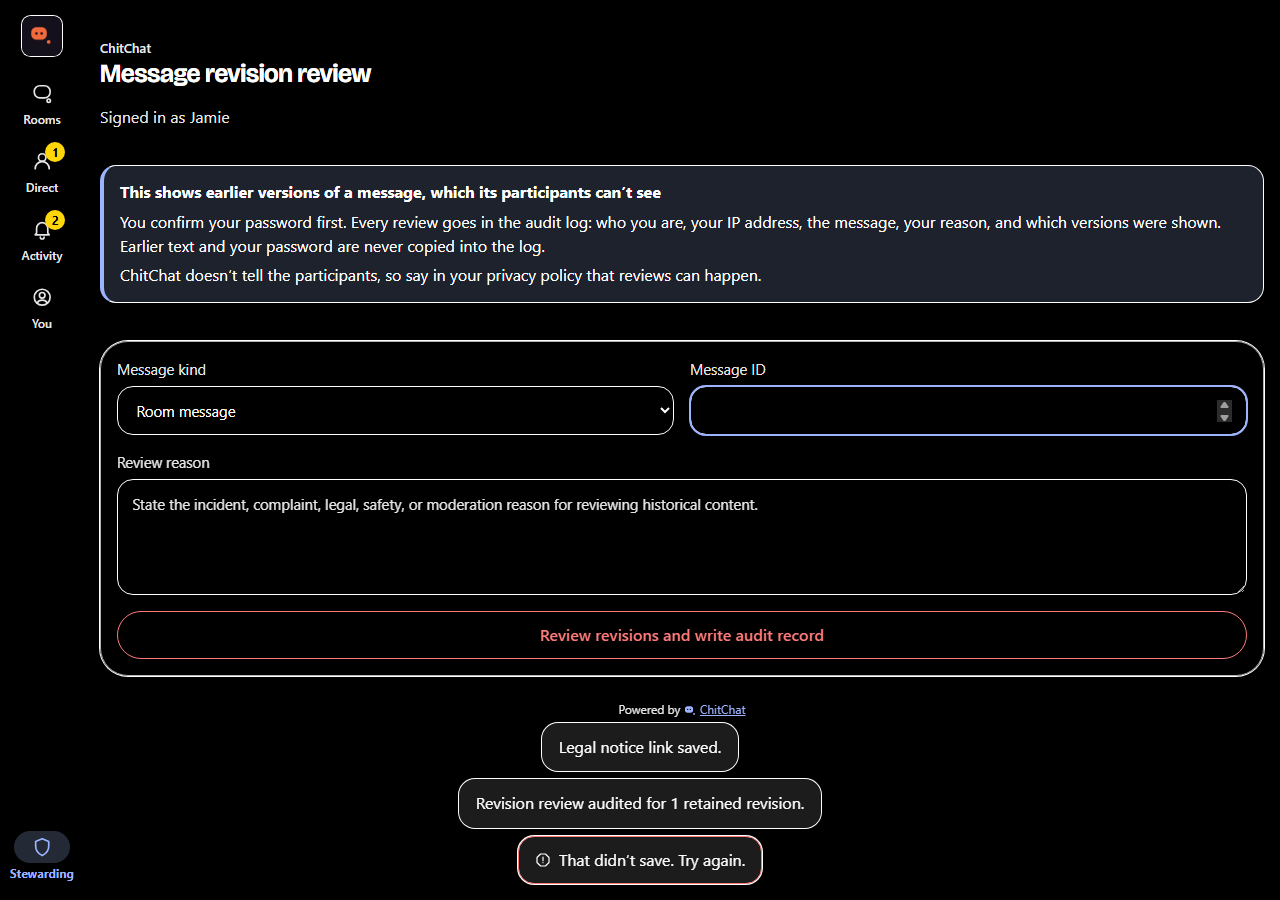 ChitChat
Message revision review
Signed in as Jamie
Rooms
1
Direct
2
Activity
You
This shows earlier versions of a message, which its participants can’t see
You confirm your password first. Every review goes in the audit log: who you are, your IP address, the message, your reason, and which versions were shown.
Earlier text and your password are never copied into the log.
ChitChat doesn’t tell the participants, so say in your privacy policy that reviews can happen.
Message kind
Message ID
Room message
Review reason
State the incident, complaint, legal, safety, or moderation reason for reviewing historical content.
Review revisions and write audit record
Powered by ChitChat
Legal notice link saved.
Revision review audited for 1 retained revision.
That didn’t save. Try again.
Stewarding